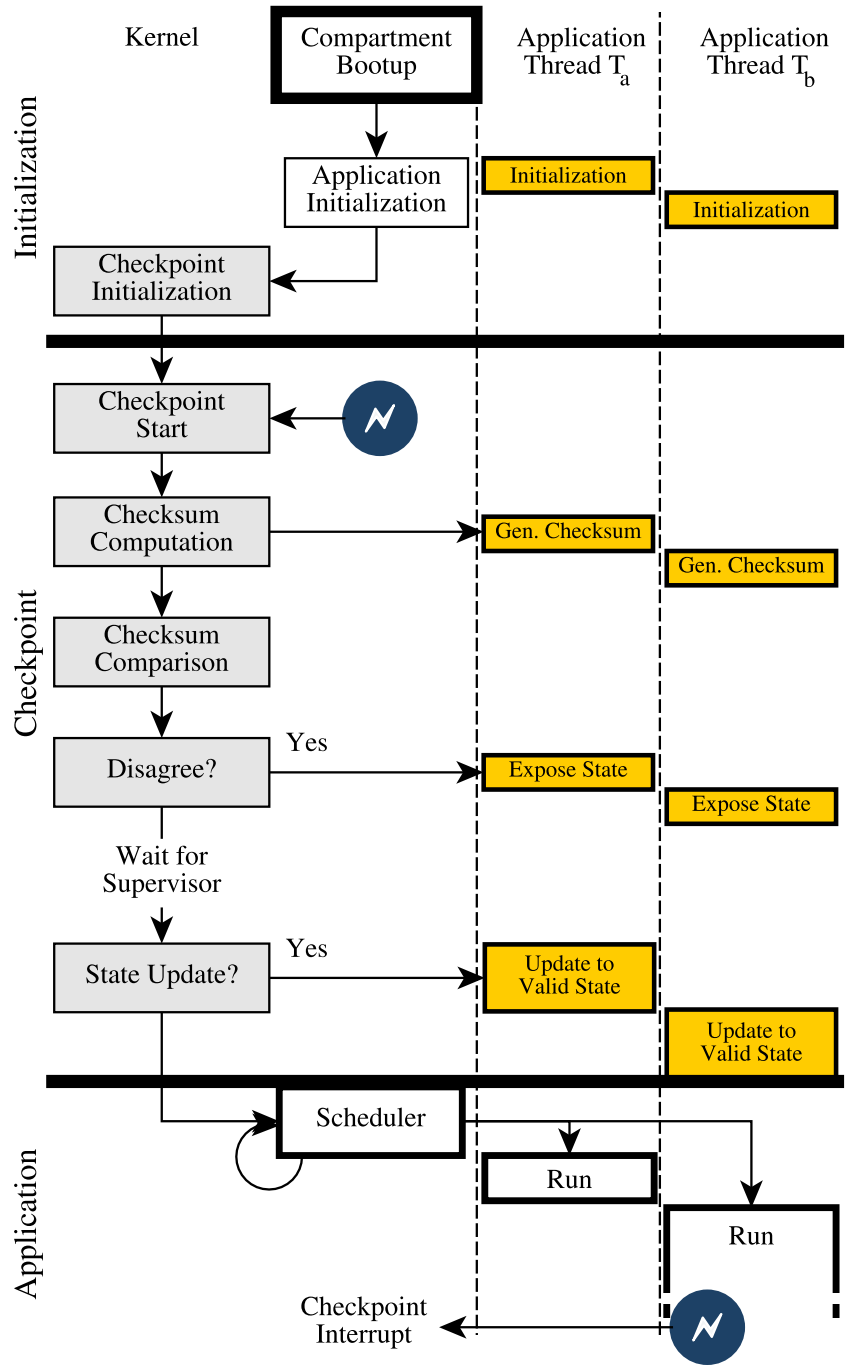 Kernel
Compartment
Bootup
Application
Thread Ta
Application
Thread Tb
Initialization
Application
Initialization
Initialization
Initialization
Checkpoint
Initialization
Checkpoint
Checkpoint
Start
Checksum
Computation
Gen. Checksum
Gen. Checksum
Checksum
Comparison
Disagree?
Yes
Expose State
Expose State
Wait for
Supervisor
State Update?
Yes
Update to
Valid State
Update to
Valid State
Application
Scheduler
Run
Run
Checkpoint
Interrupt